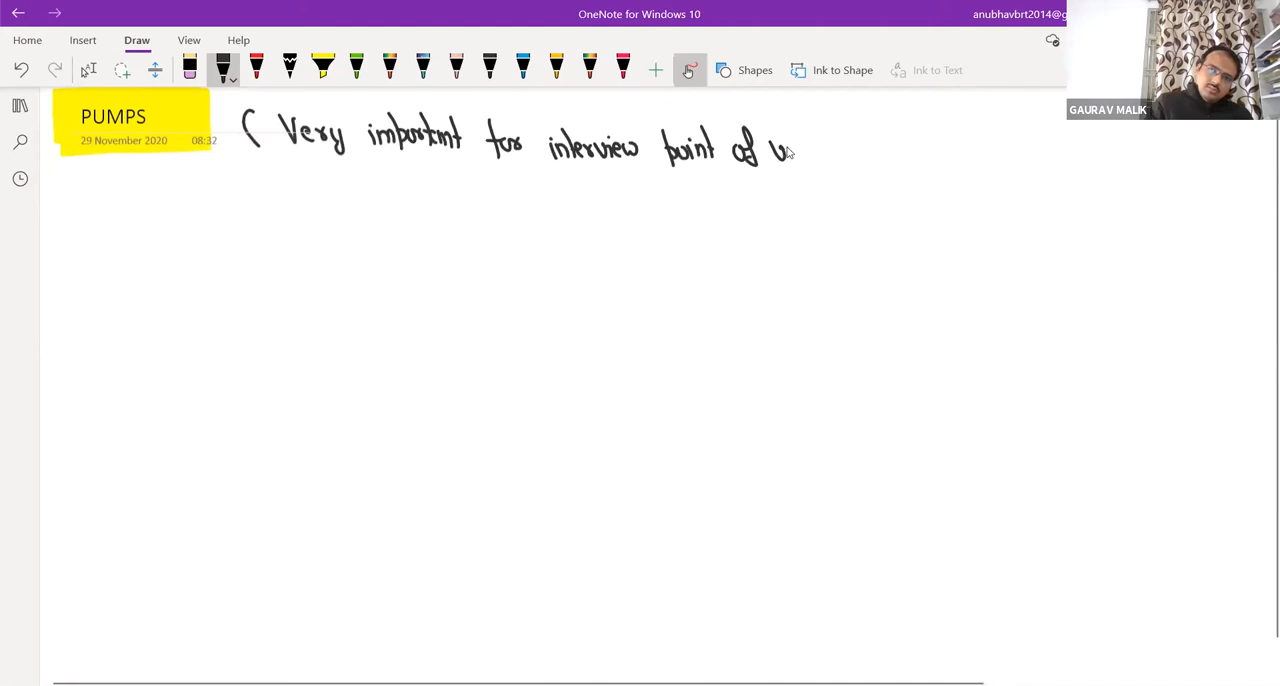 OneNote for Windows 10
anubhavbrt2014@g
Home Insert Draw View Help
Shapes Ink to Shape Ink to Text
GAURAV MALIK
PUMPS
29 November 2020 08:32
( Very important for interview point of v